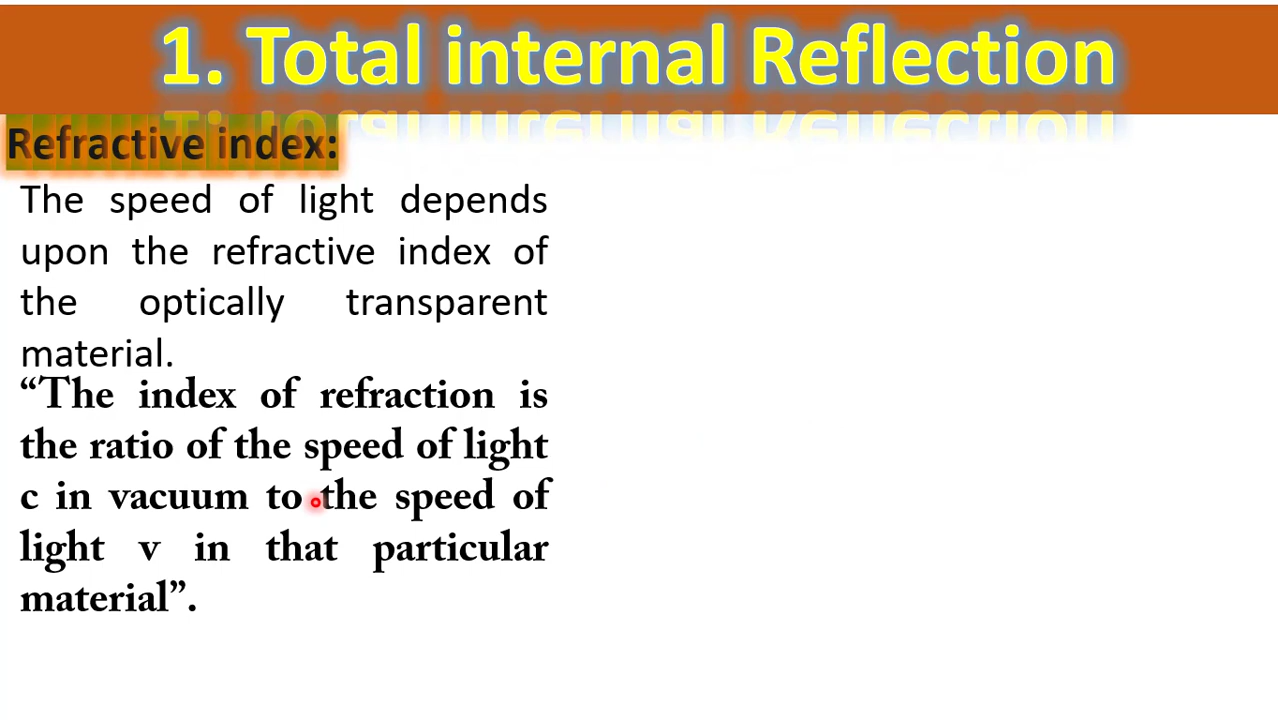 1. Total internal Reflection
Refractive index:
The speed of light depends
upon the refractive index of
the optically transparent
material.
“The index of refraction is
the ratio of the speed of light
c in vacuum to the speed of
light v in that particular
material”.